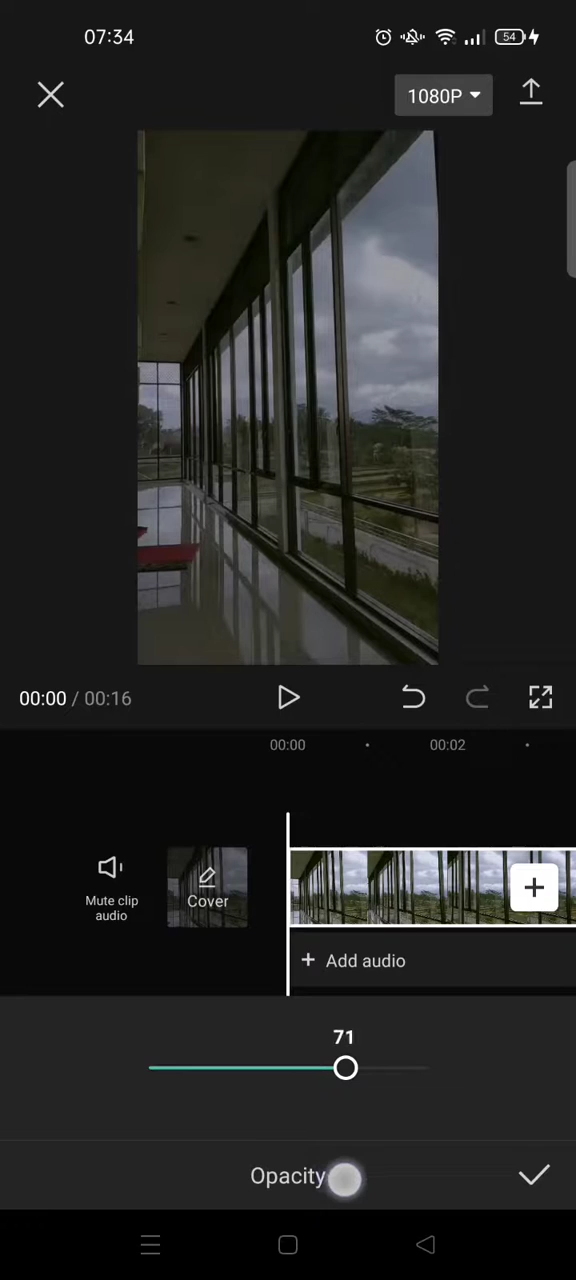 07:34
54
1080P
00:00 / 00:16
00:00
00:02
Mute clip
audio
Cover
+ Add audio
71
Opacity